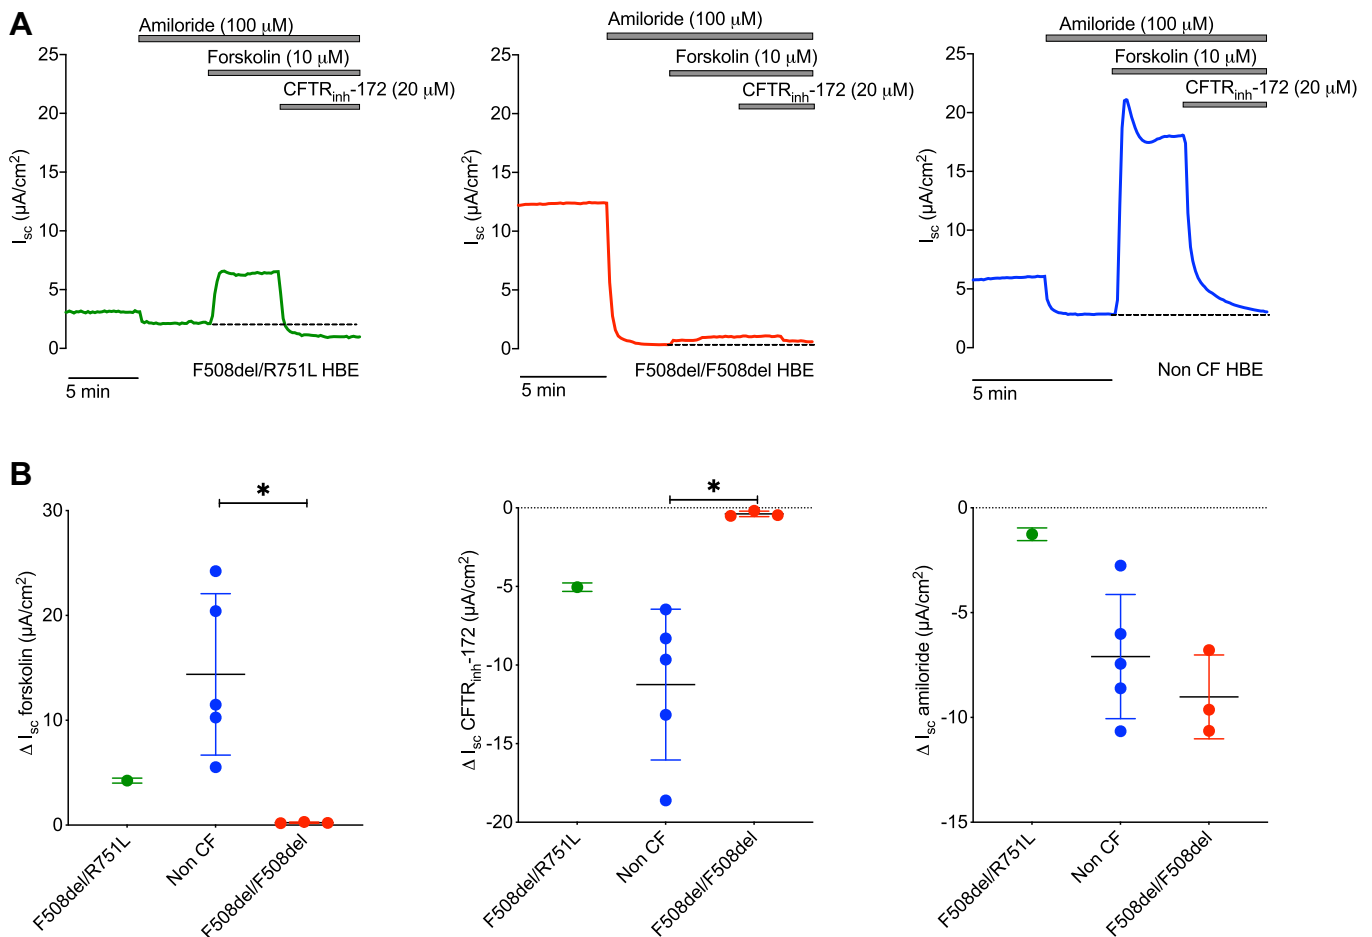 A
Amiloride (100 μM)
Forskolin (10 μM)
CFTRinh-172 (20 μM)
25
20
15
10
5
0
Isc (μA/cm2)
F508del/R751L HBE
5 min
Amiloride (100 μM)
Forskolin (10 μM)
CFTRinh-172 (20 μM)
25
20
15
10
5
0
Isc (μA/cm2)
F508del/F508del HBE
5 min
Amiloride (100 μM)
Forskolin (10 μM)
CFTRinh-172 (20 μM)
25
20
15
10
5
0
Isc (μA/cm2)
Non CF HBE
5 min
B
*
30
20
10
0
Δ Isc forskolin (μA/cm2)
F508del/R751L
Non CF
F508del/F508del
*
0
-5
-10
-15
-20
Δ Isc CFTRinh-172 (μA/cm2)
F508del/R751L
Non CF
F508del/F508del
0
-5
-10
-15
Δ Isc amiloride (μA/cm2)
F508del/R751L
Non CF
F508del/F508del